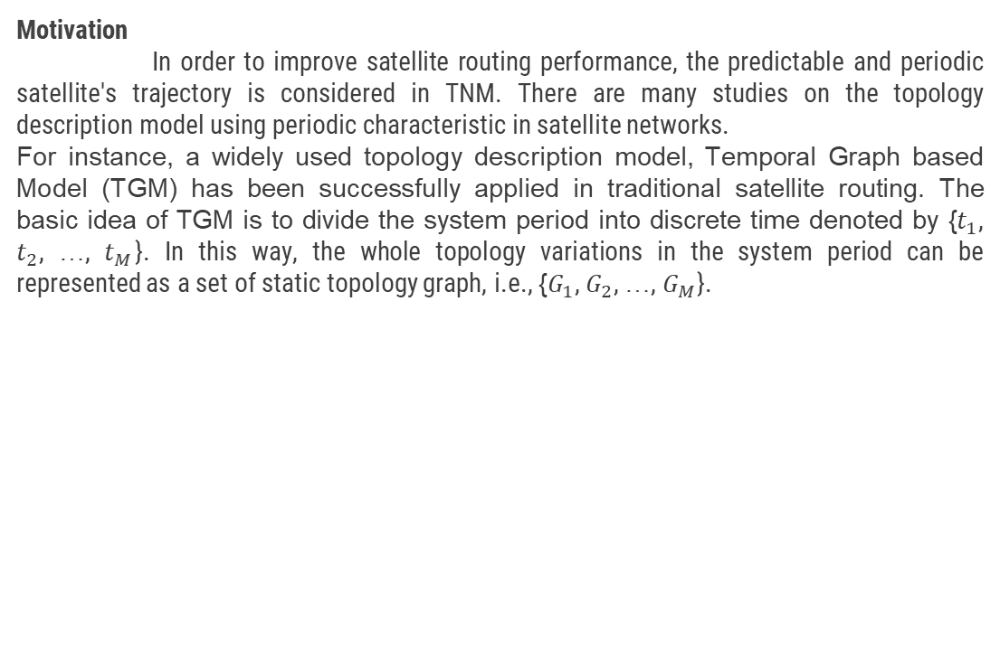 Motivation
In order to improve satellite routing performance, the predictable and periodic
satellite's trajectory is considered in TNM. There are many studies on the topology
description model using periodic characteristic in satellite networks.
For instance, a widely used topology description model, Temporal Graph based
Model (TGM) has been successfully applied in traditional satellite routing. The
basic idea of TGM is to divide the system period into discrete time denoted by {𝑡₁,
𝑡₂, …, 𝑡_𝑀}. In this way, the whole topology variations in the system period can be
represented as a set of static topology graph, i.e., {𝐺₁, 𝐺₂, …, 𝐺_𝑀}.